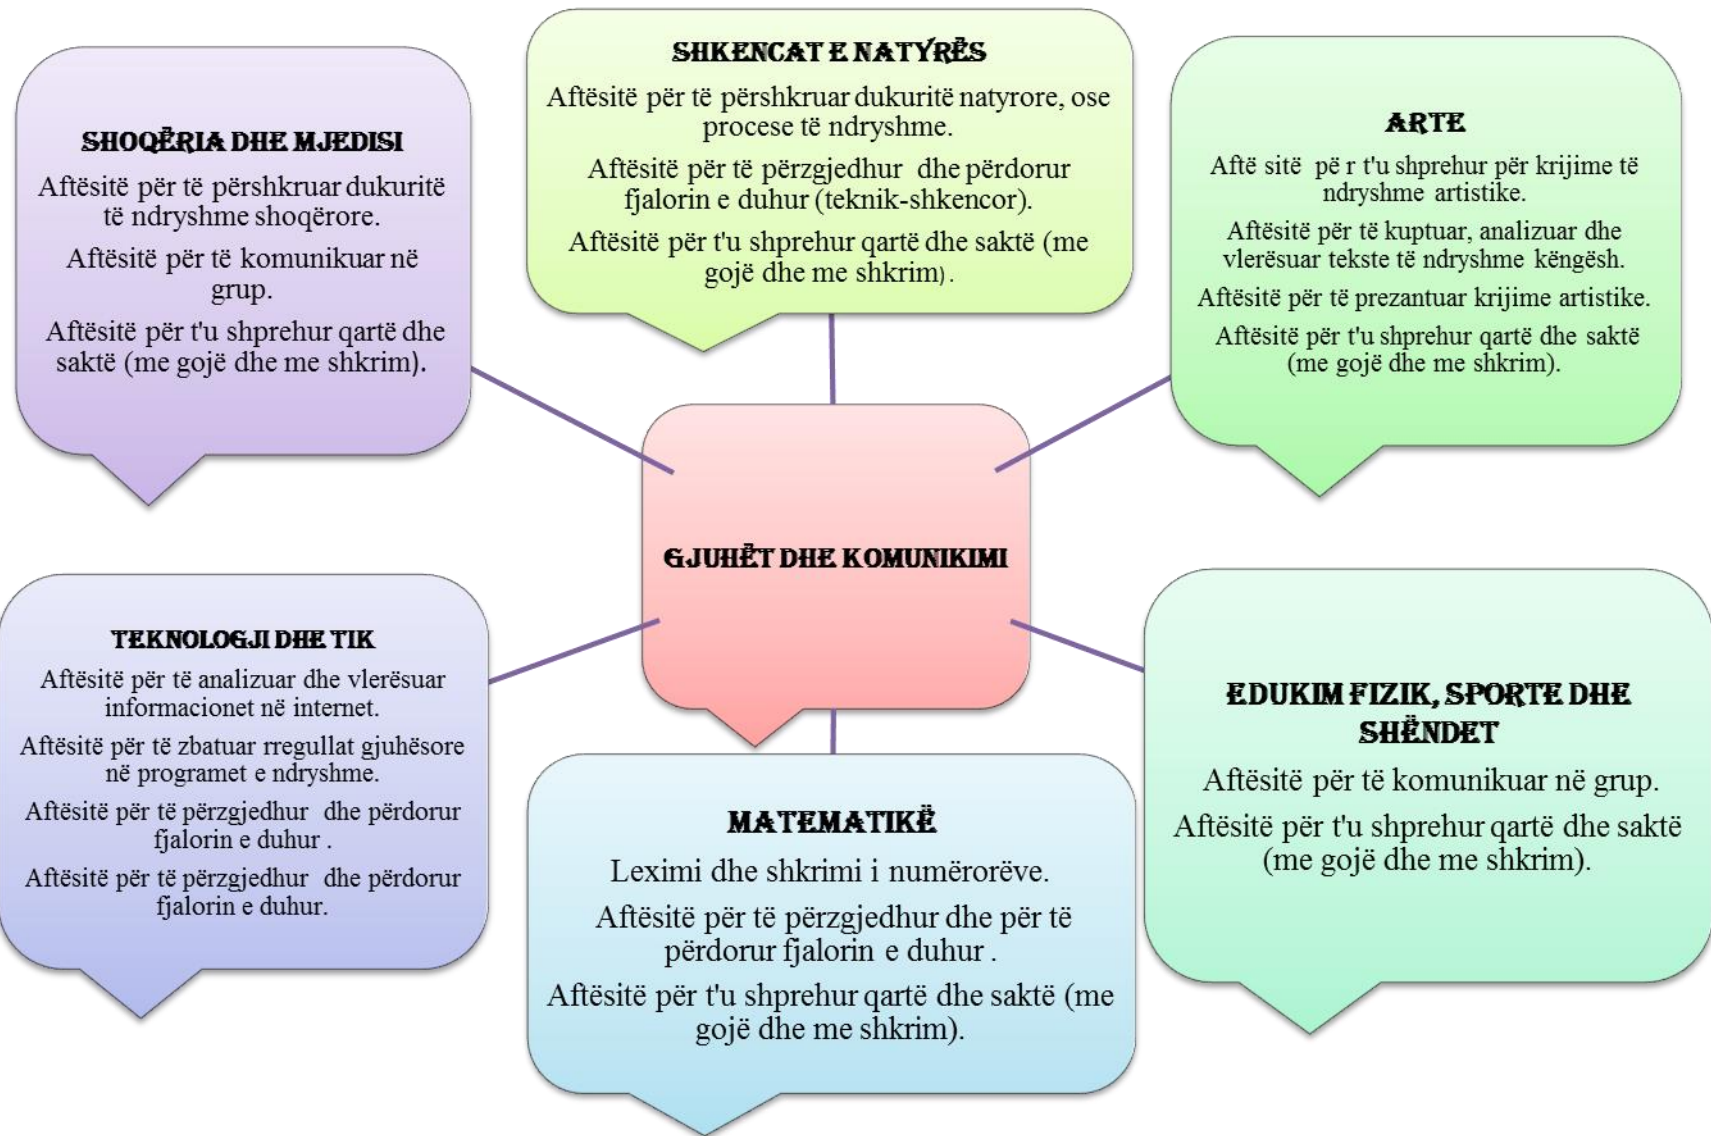 SHOQËRIA DHE MJEDISI
Aftësitë për të përshkruar dukuritë
të ndryshme shoqërore.
Aftësitë për të komunikuar në
grup.
Aftësitë për t'u shprehur qartë dhe
saktë (me gojë dhe me shkrim).
SHKENCAT E NATYRËS
Aftësitë për të përshkruar dukuritë natyrore, ose
procese të ndryshme.
Aftësitë për të përzgjedhur dhe përdorur
fjalorin e duhur (teknik-shkencor).
Aftësitë për t'u shprehur qartë dhe saktë (me
gojë dhe me shkrim).
ARTE
Aftë sitë pë r t'u shprehur për krijime të
ndryshme artistike.
Aftësitë për të kuptuar, analizuar dhe
vlerësuar tekste të ndryshme këngësh.
Aftësitë për të prezantuar krijime artistike.
Aftësitë për t'u shprehur qartë dhe saktë
(me gojë dhe me shkrim).
GJUHËT DHE KOMUNIKIMI
TEKNOLOGJI DHE TIK
Aftësitë për të analizuar dhe vlerësuar
informacionet në internet.
Aftësitë për të zbatuar rregullat gjuhësore
në programet e ndryshme.
Aftësitë për të përzgjedhur dhe përdorur
fjalorin e duhur .
Aftësitë për të përzgjedhur dhe përdorur
fjalorin e duhur.
MATEMATIKË
Leximi dhe shkrimi i numërorëve.
Aftësitë për të përzgjedhur dhe për të
përdorur fjalorin e duhur .
Aftësitë për t'u shprehur qartë dhe saktë (me
gojë dhe me shkrim).
EDUKIM FIZIK, SPORTE DHE
SHËNDET
Aftësitë për të komunikuar në grup.
Aftësitë për t'u shprehur qartë dhe saktë
(me gojë dhe me shkrim).